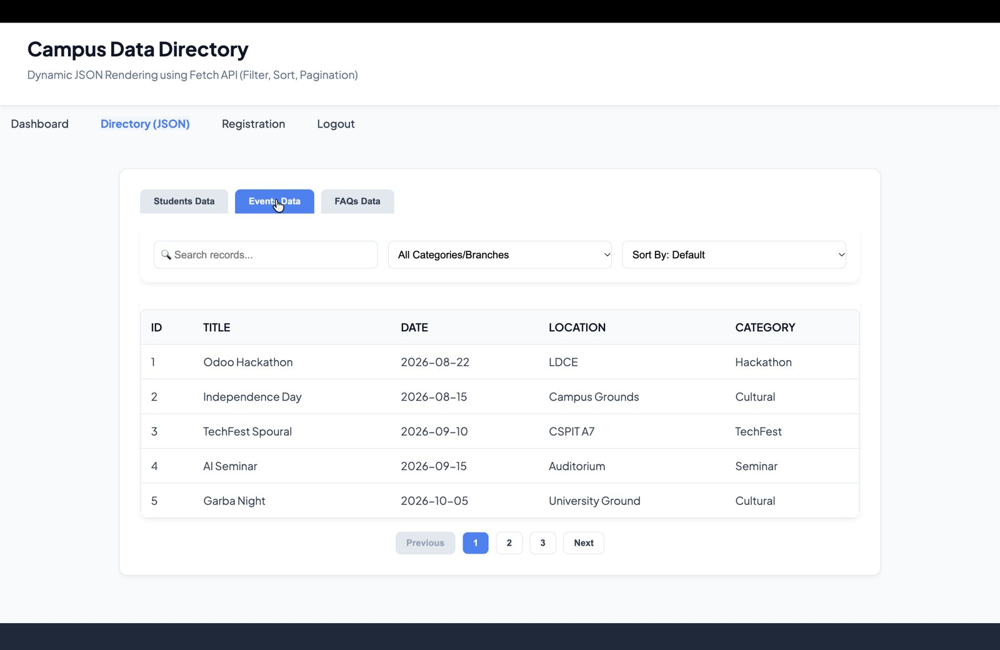 Campus Data Directory
Dynamic JSON Rendering using Fetch API (Filter, Sort, Pagination)
Dashboard Directory (JSON) Registration Logout
Students Data Events Data FAQs Data
Search records... All Categories/Branches Sort By: Default
ID TITLE DATE LOCATION CATEGORY
1 Odoo Hackathon 2026-08-22 LDCE Hackathon
2 Independence Day 2026-08-15 Campus Grounds Cultural
3 TechFest Spoural 2026-09-10 CSPIT A7 TechFest
4 AI Seminar 2026-09-15 Auditorium Seminar
5 Garba Night 2026-10-05 University Ground Cultural
Previous 1 2 3 Next